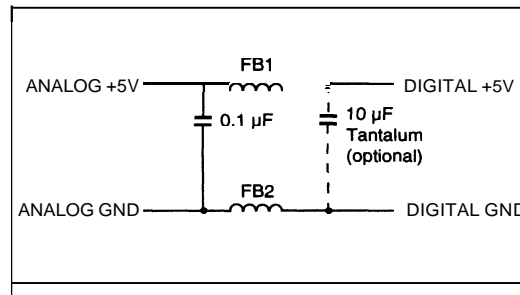 FB1
ANALOG +5V
DIGITAL +5V
0.1 µF
10 µF
Tantalum
(optional)
FB2
ANALOG GND
DIGITAL GND